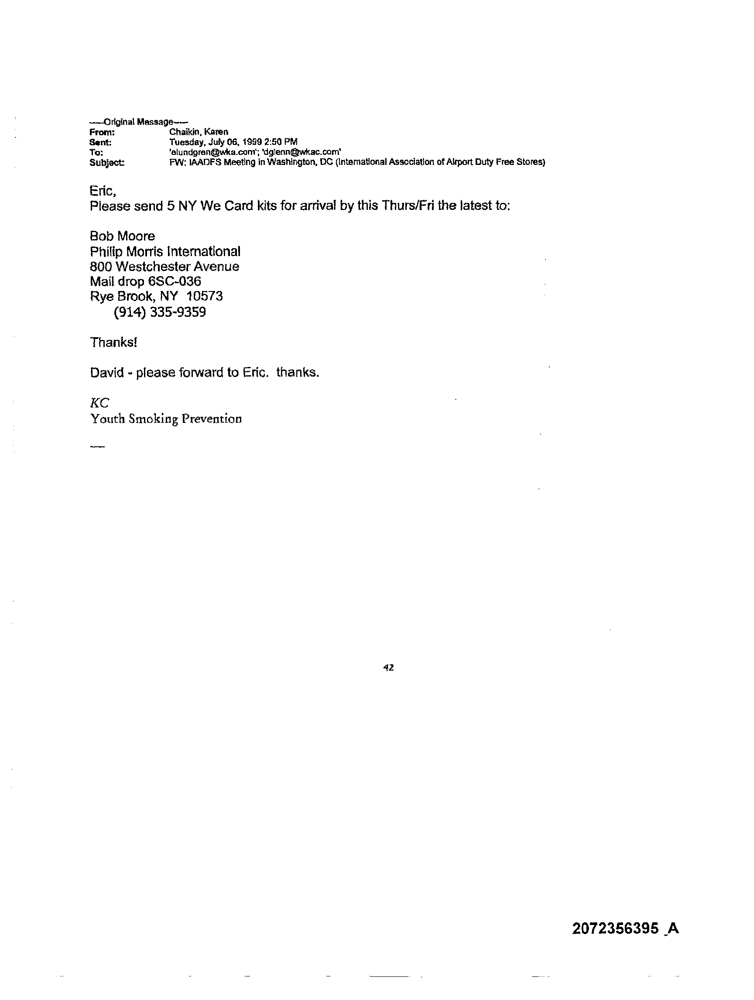 -----Original Message-----
From: Chaikin, Karen
Sent: Tuesday, July 06, 1999 2:50 PM
To: 'elundgren@wka.com'; 'dglenn@wkac.com'
Subject: FW: IAADFS Meeting in Washington, DC (International Association of Airport Duty Free Stores)
Eric,
Please send 5 NY We Card kits for arrival by this Thurs/Fri the latest to:
Bob Moore
Philip Morris International
800 Westchester Avenue
Mail drop 6SC-036
Rye Brook, NY 10573
(914) 335-9359
Thanks!
David - please forward to Eric. thanks.
KC
Youth Smoking Prevention
42
2072356395_A